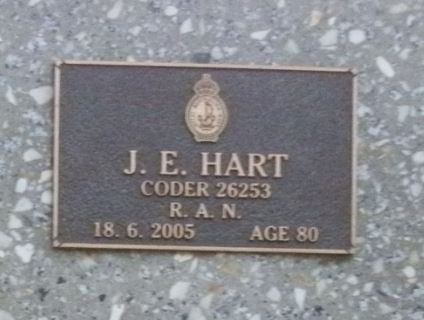 J. E. HART
CODER 26253
R. A. N.
18. 6. 2005 AGE 80